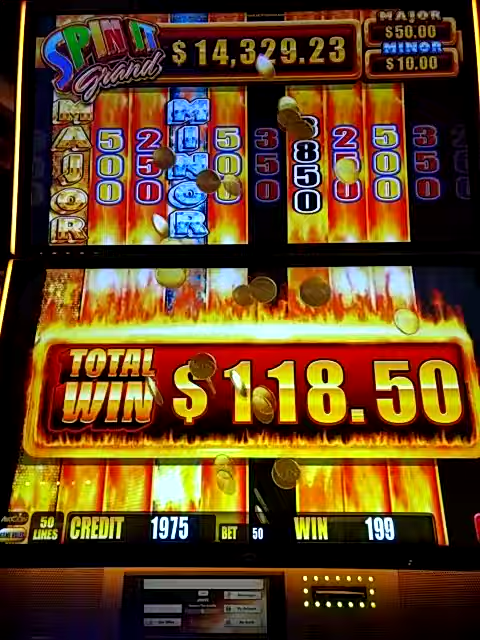 SPIN IT
Grand
$14,329.23
MAJOR
$50.00
MINOR
$10.00
MAJOR
500
250
MINOR
500
350
850
250
500
350
TOTAL
WIN
$118.50
50
LINES
CREDIT 1975
BET 50
WIN 199